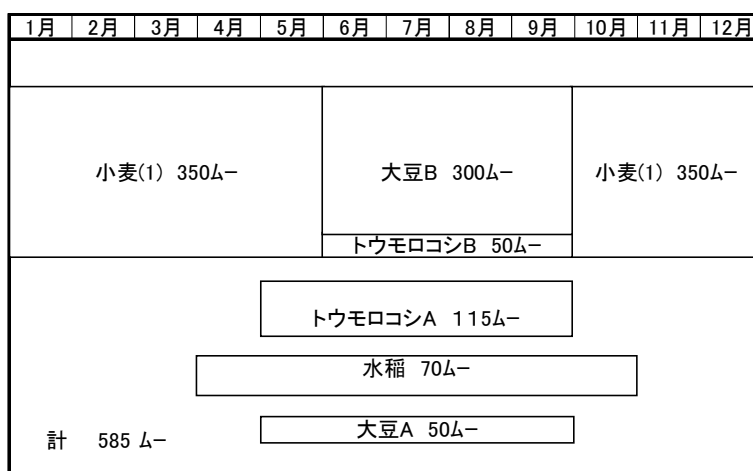 1月 2月 3月 4月 5月 6月 7月 8月 9月 10月 11月 12月
小麦(1) 350ムー 大豆B 300ムー 小麦(1) 350ムー
トウモロコシB 50ムー
トウモロコシA 115ムー
水稲 70ムー
大豆A 50ムー
計 585 ムー